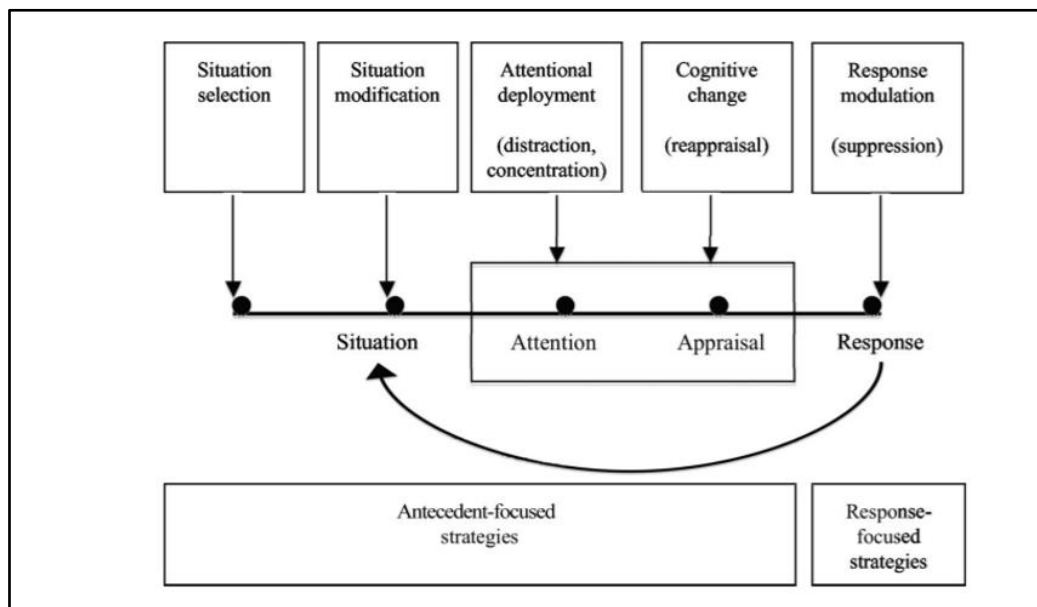 Situation
selection
Situation
modification
Attentional
deployment
(distraction,
concentration)
Cognitive
change
(reappraisal)
Response
modulation
(suppression)
Situation
Attention
Appraisal
Response
Antecedent-focused
strategies
Response-
focused
strategies